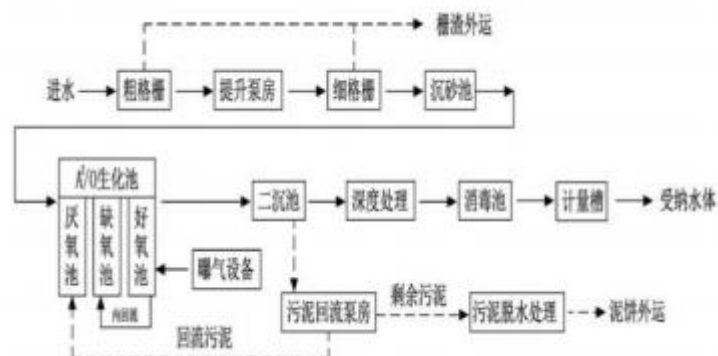 栅渣外运
进水 粗格栅 提升泵房 细格栅 沉砂池
A²/O生化池
厌氧池 缺氧池 好氧池
二沉池 深度处理 消毒池 计量槽 受纳水体
曝气设备
内回流
污泥回流泵房 剩余污泥 污泥脱水处理 泥饼外运
回流污泥